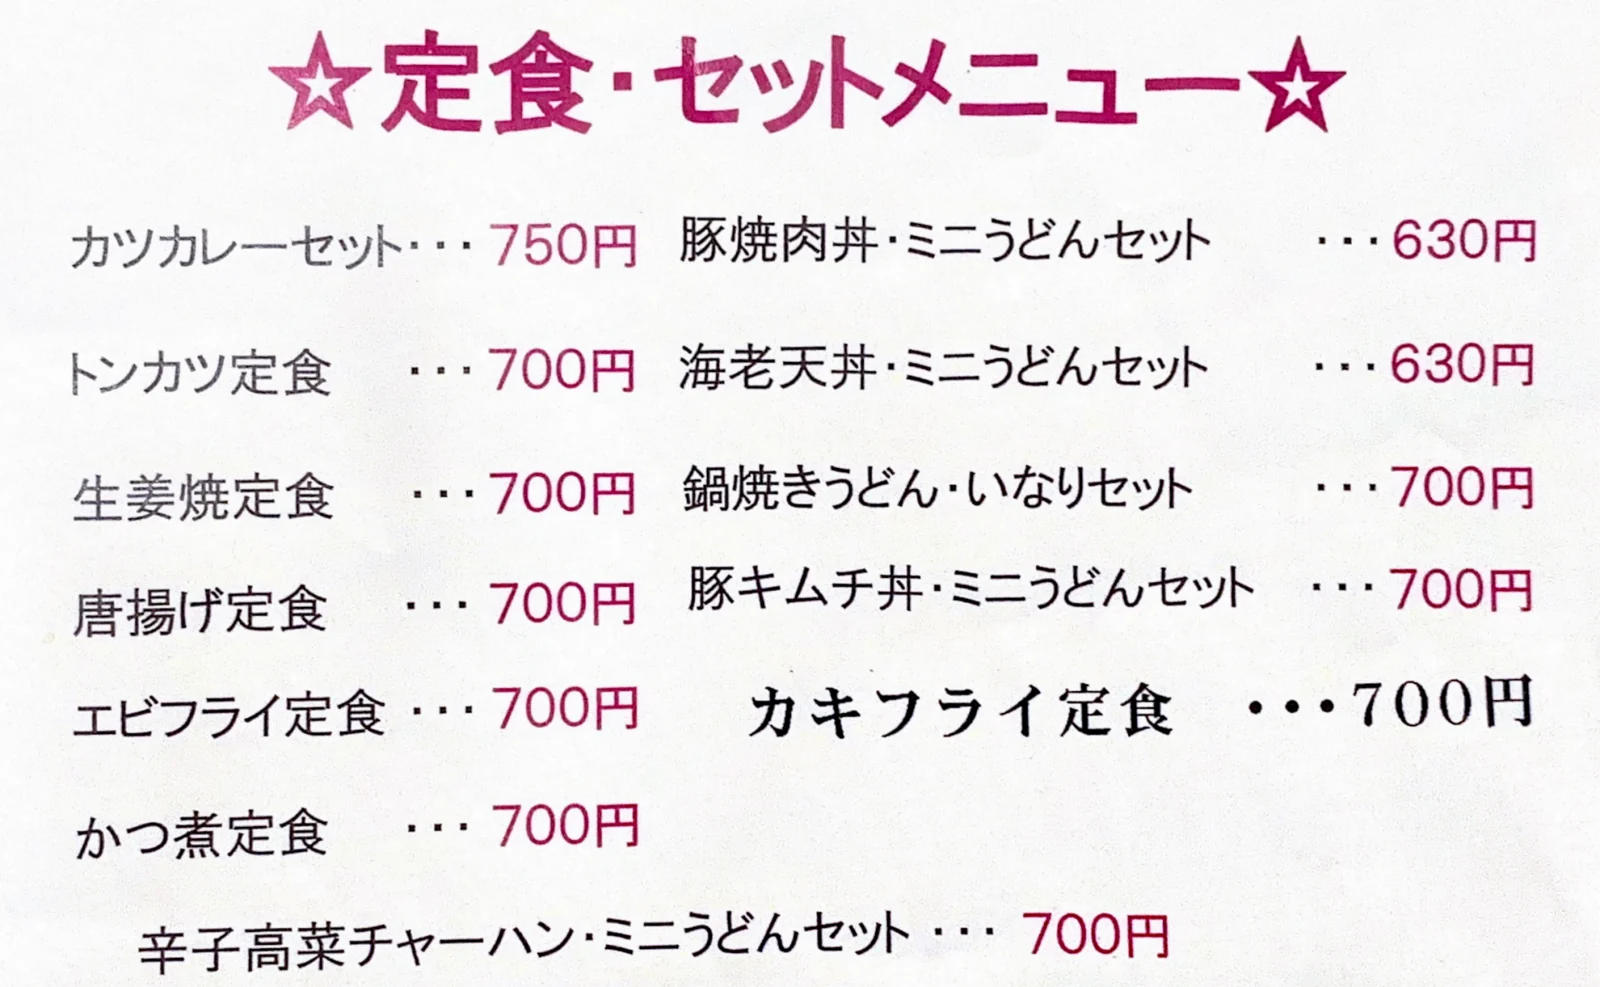 ☆定食・セットメニュー☆
カツカレーセット・・・750円
トンカツ定食 ・・・700円
生姜焼定食 ・・・700円
唐揚げ定食 ・・・700円
エビフライ定食・・・700円
かつ煮定食 ・・・700円
豚焼肉丼・ミニうどんセット ・・・630円
海老天丼・ミニうどんセット ・・・630円
鍋焼きうどん・いなりセット ・・・700円
豚キムチ丼・ミニうどんセット ・・・700円
カキフライ定食 ・・・700円
辛子高菜チャーハン・ミニうどんセット・・・ 700円